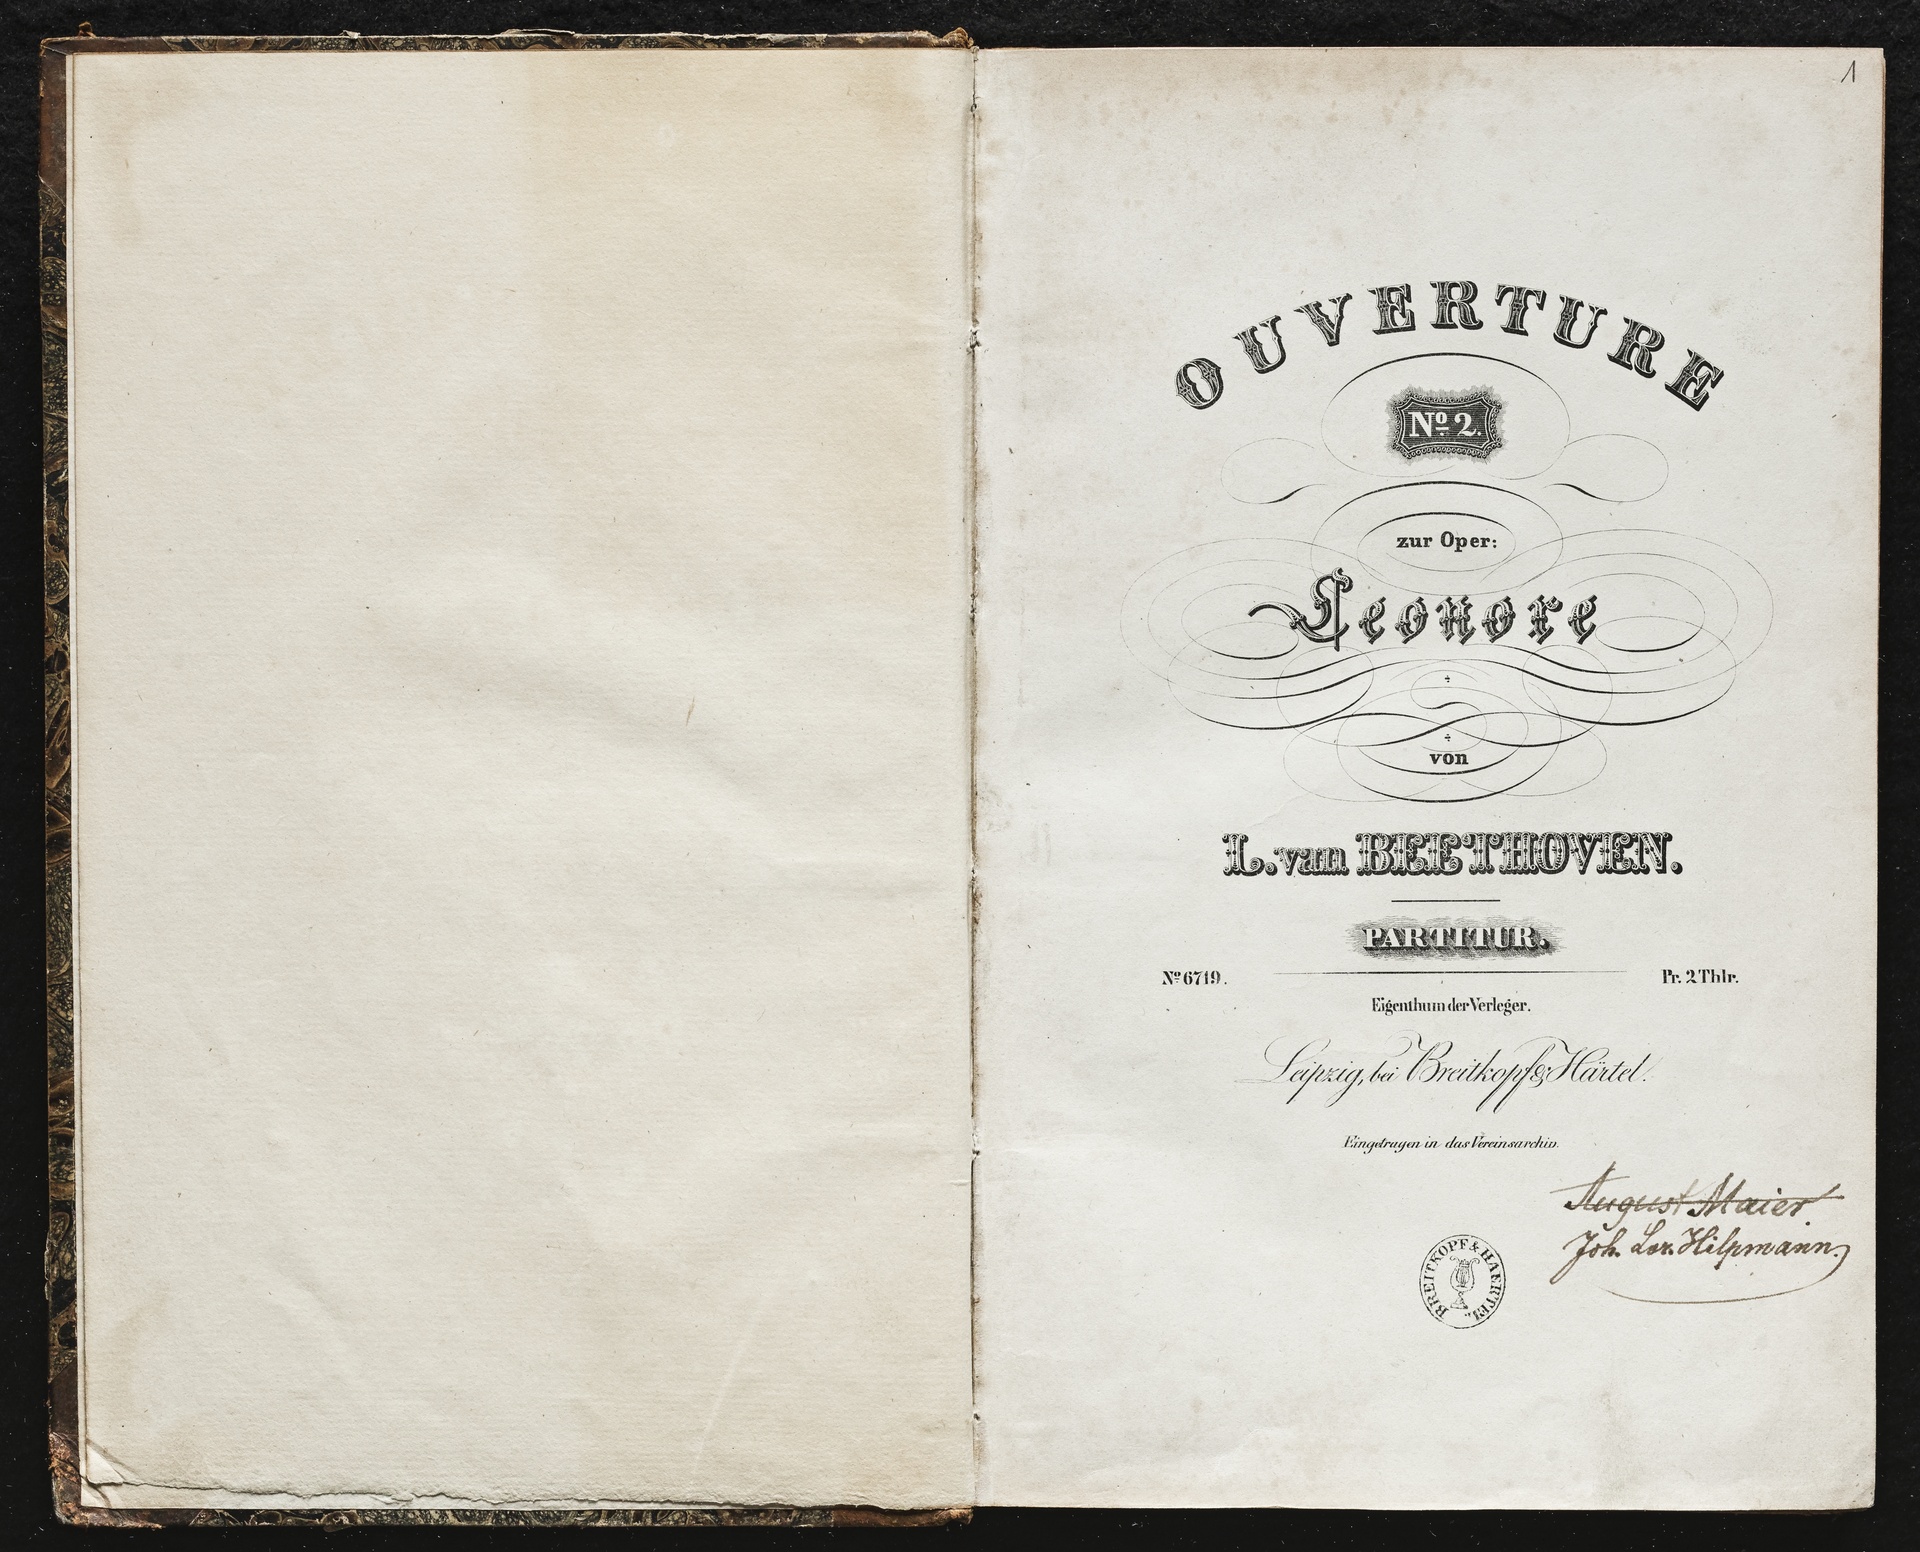 1
OUVERTURE
No 2.
zur Oper:
Leonore
von
L. van BEETHOVEN.
PARTITUR.
No 6719.
Pr. 2 Thlr.
Eigenthum der Verleger.
Leipzig, bei Breitkopf & Härtel.
Eingetragen in das Vereinsarchiv.
August Maier
Joh. Lor. Hilpmann.
BREITKOPF & HAERTEL